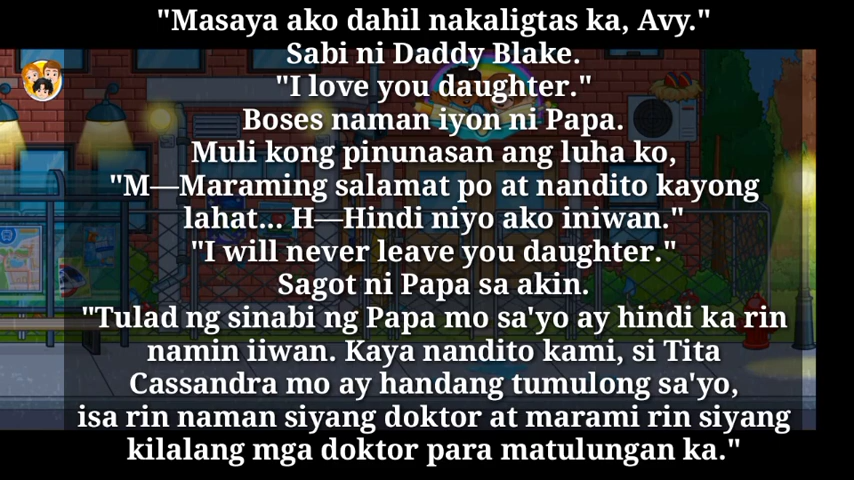 "Masaya ako dahil nakaligtas ka, Avy."
Sabi ni Daddy Blake.
"I love you daughter."
Boses naman iyon ni Papa.
Muli kong pinunasan ang luha ko,
"M—Maraming salamat po at nandito kayong
lahat... H—Hindi niyo ako iniwan."
"I will never leave you daughter."
Sagot ni Papa sa akin.
"Tulad ng sinabi ng Papa mo sa'yo ay hindi ka rin
namin iiwan. Kaya nandito kami, si Tita
Cassandra mo ay handang tumulong sa'yo,
isa rin naman siyang doktor at marami rin siyang
kilalang mga doktor para matulungan ka."